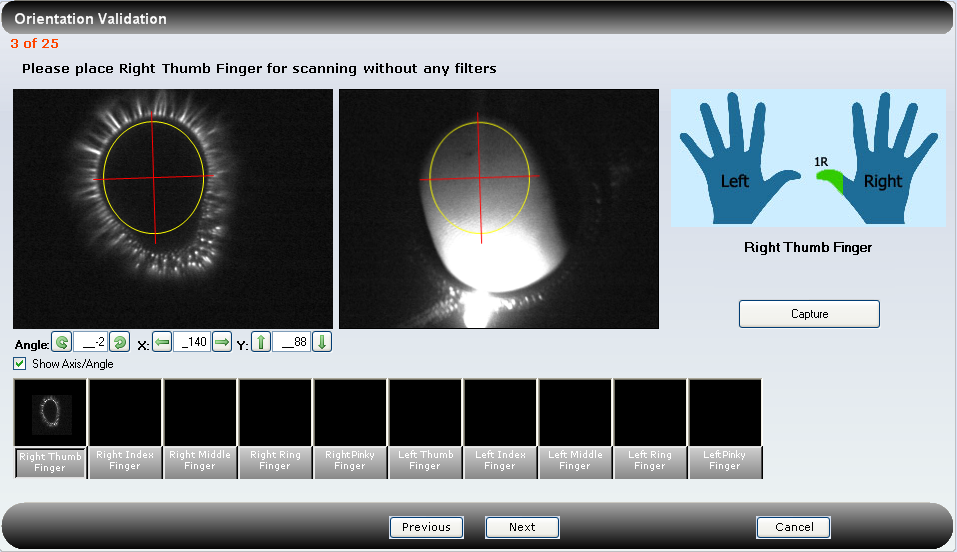 Orientation Validation
3 of 25
Please place Right Thumb Finger for scanning without any filters
1R
Left
Right
Right Thumb Finger
Capture
Angle: __-2 X: _140 Y: __88
Show Axis/Angle
Right Thumb Finger
Right Index Finger
Right Middle Finger
Right Ring Finger
RightPinky Finger
Left Thumb Finger
Left Index Finger
Left Middle Finger
Left Ring Finger
LeftPinky Finger
Previous
Next
Cancel